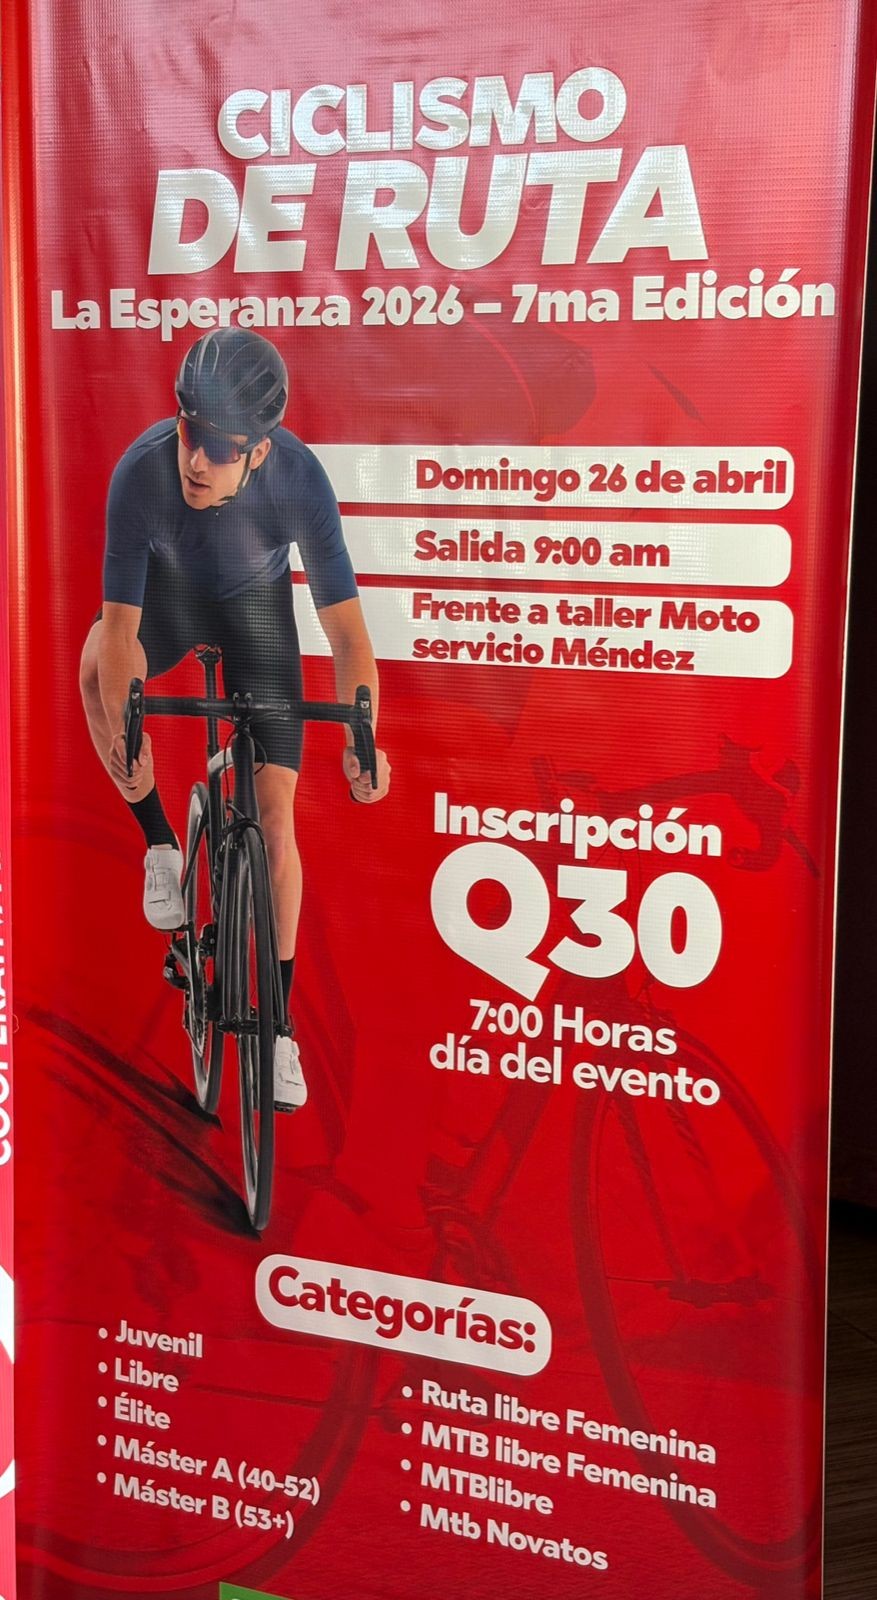 CICLISMO
DE RUTA
La Esperanza 2026 – 7ma Edición
Domingo 26 de abril
Salida 9:00 am
Frente a taller Moto
servicio Méndez
Inscripción
Q30
7:00 Horas
día del evento
Categorías:
• Juvenil
• Libre
• Élite
• Máster A (40-52)
• Máster B (53+)
• Ruta libre Femenina
• MTB libre Femenina
• MTBlibre
• Mtb Novatos